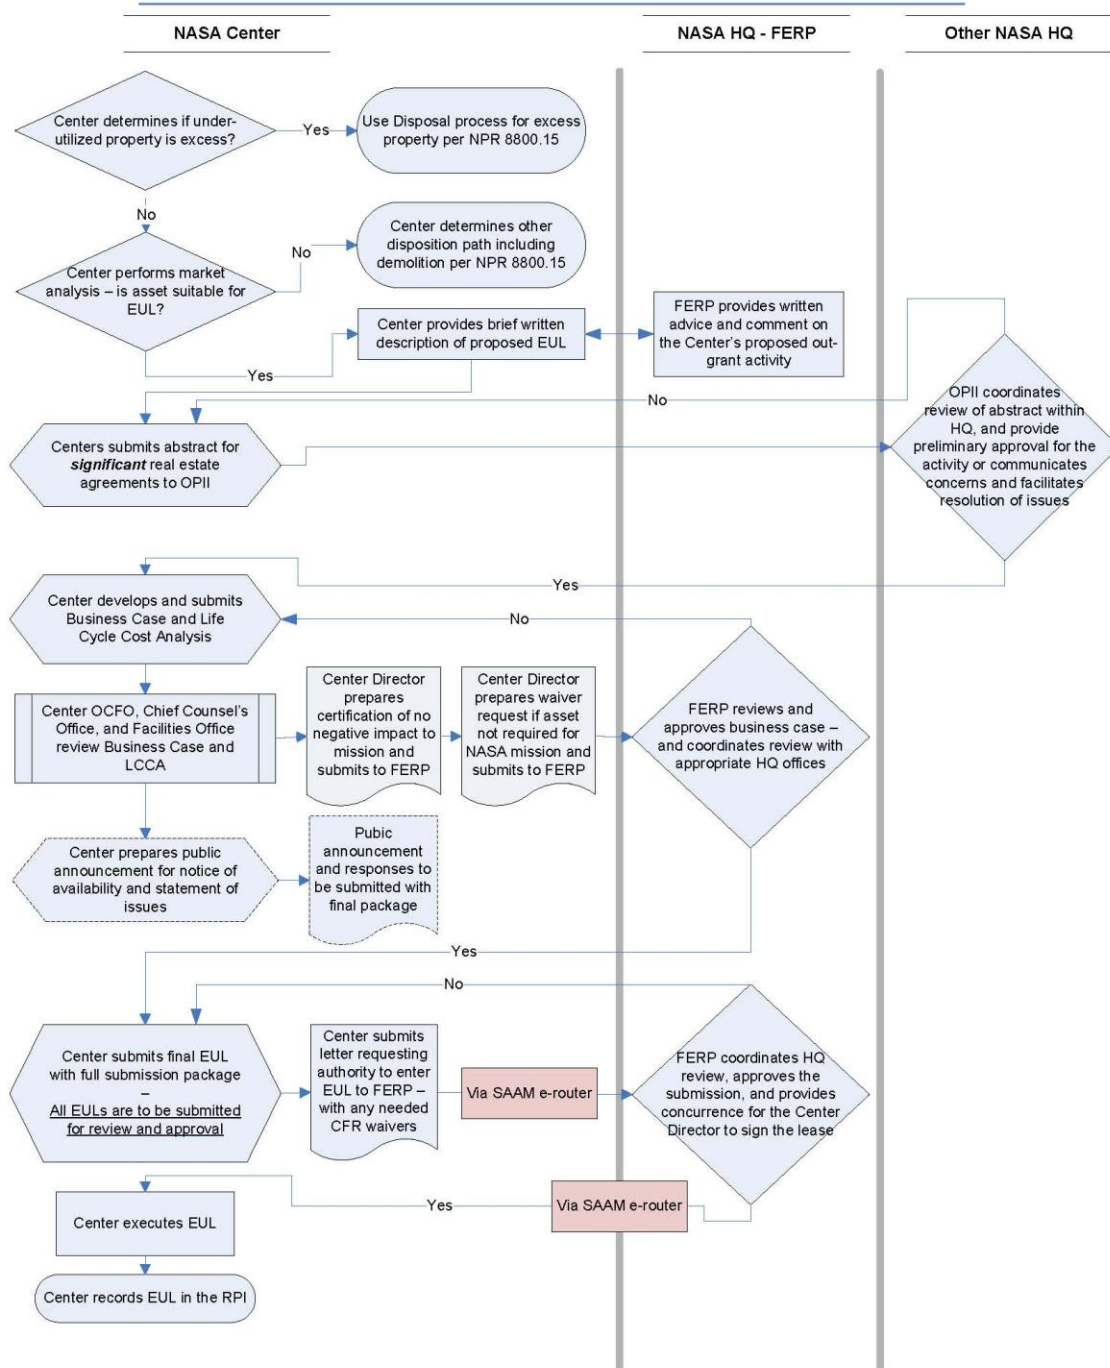 NASA Center
NASA HQ - FERP
Other NASA HQ
Center determines if under-
utilized property is excess?
Yes
Use Disposal process for excess
property per NPR 8800.15
No
Center performs market
analysis – is asset suitable for
EUL?
No
Center determines other
disposition path including
demolition per NPR 8800.15
Yes
Center provides brief written
description of proposed EUL
FERP provides written
advice and comment on
the Center's proposed out-
grant activity
No
OPII coordinates
review of abstract within
HQ, and provide
preliminary approval for the
activity or communicates
concerns and facilitates
resolution of issues
Centers submits abstract for
significant real estate
agreements to OPII
Yes
Center develops and submits
Business Case and Life
Cycle Cost Analysis
No
Center OCFO, Chief Counsel's
Office, and Facilities Office
review Business Case and
LCCA
Center Director
prepares
certification of no
negative impact to
mission and
submits to FERP
Center Director
prepares waiver
request if asset
not required for
NASA mission and
submits to FERP
FERP reviews and
approves business case –
and coordinates review with
appropriate HQ offices
Center prepares public
announcement for notice of
availability and statement of
issues
Pubic
announcement
and responses to
be submitted with
final package
Yes
No
Center submits final EUL
with full submission package
–
All EULs are to be submitted
for review and approval
Center submits
letter requesting
authority to enter
EUL to FERP –
with any needed
CFR waivers
Via SAAM e-router
FERP coordinates HQ
review, approves the
submission, and provides
concurrence for the Center
Director to sign the lease
Via SAAM e-router
Yes
Center executes EUL
Center records EUL in the RPI